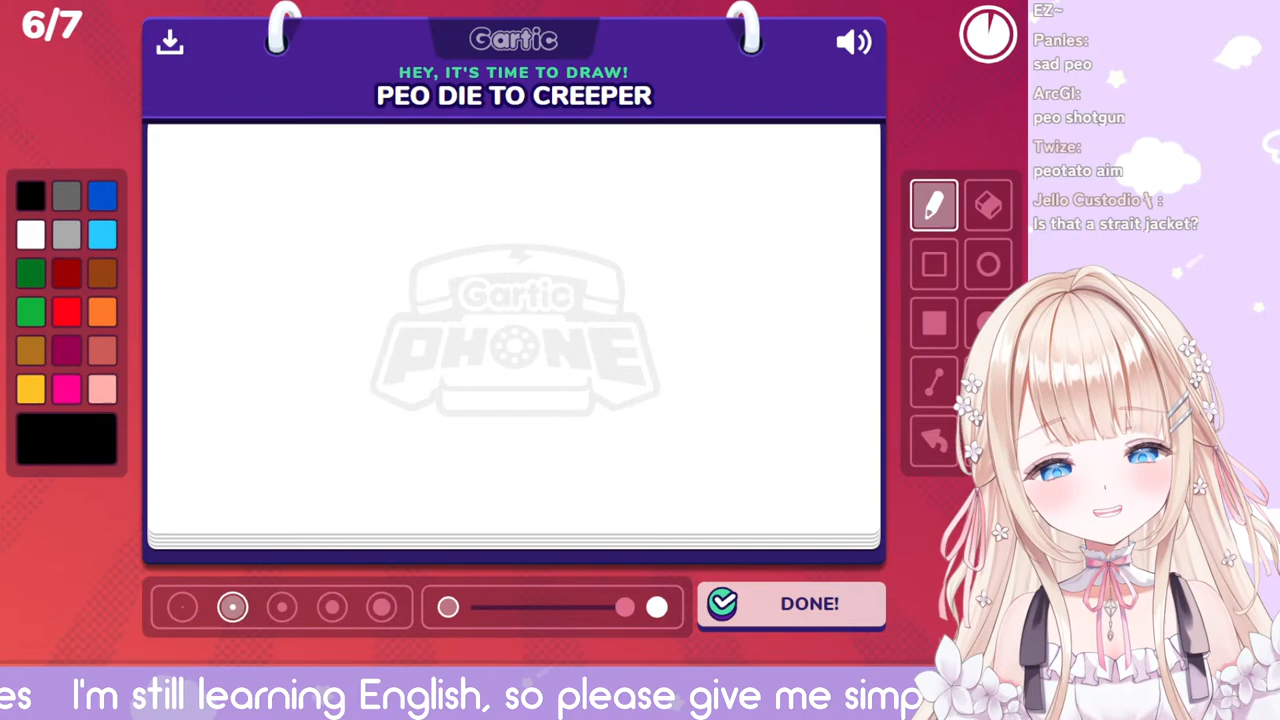 6/7
Gartic
HEY, IT'S TIME TO DRAW!
PEO DIE TO CREEPER
Gartic
PHONE
DONE!
EZ~
Panles:
sad peo
ArcGI:
peo shotgun
Twize:
peotato aim
Jello Custodio :
Is that a strait jacket?
es I'm still learning English, so please give me simp